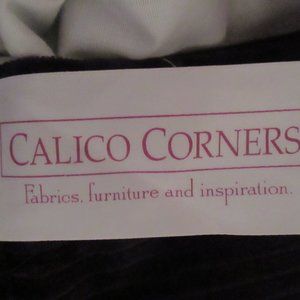 CALICO CORNERS
Fabrics, furniture and inspiration.